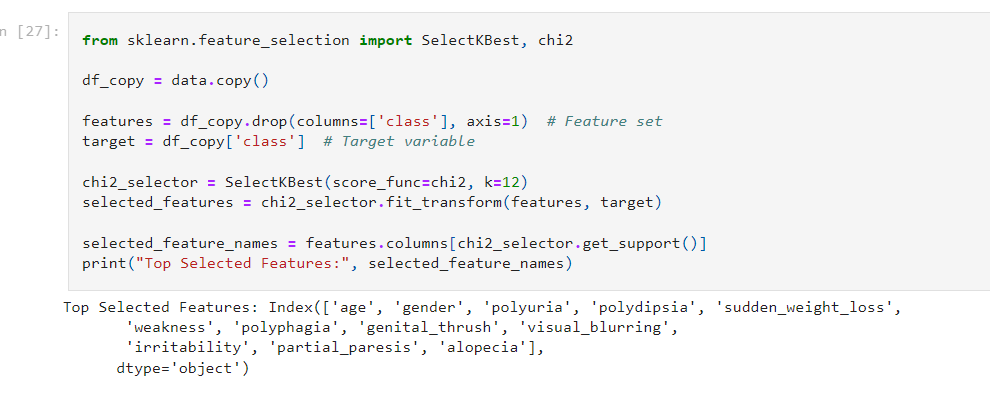 n [27]:
from sklearn.feature_selection import SelectKBest, chi2
df_copy = data.copy()
features = df_copy.drop(columns=['class'], axis=1)  # Feature set
target = df_copy['class']  # Target variable
chi2_selector = SelectKBest(score_func=chi2, k=12)
selected_features = chi2_selector.fit_transform(features, target)
selected_feature_names = features.columns[chi2_selector.get_support()]
print("Top Selected Features:", selected_feature_names)
Top Selected Features: Index(['age', 'gender', 'polyuria', 'polydipsia', 'sudden_weight_loss',
'weakness', 'polyphagia', 'genital_thrush', 'visual_blurring',
'irritability', 'partial_paresis', 'alopecia'],
dtype='object')